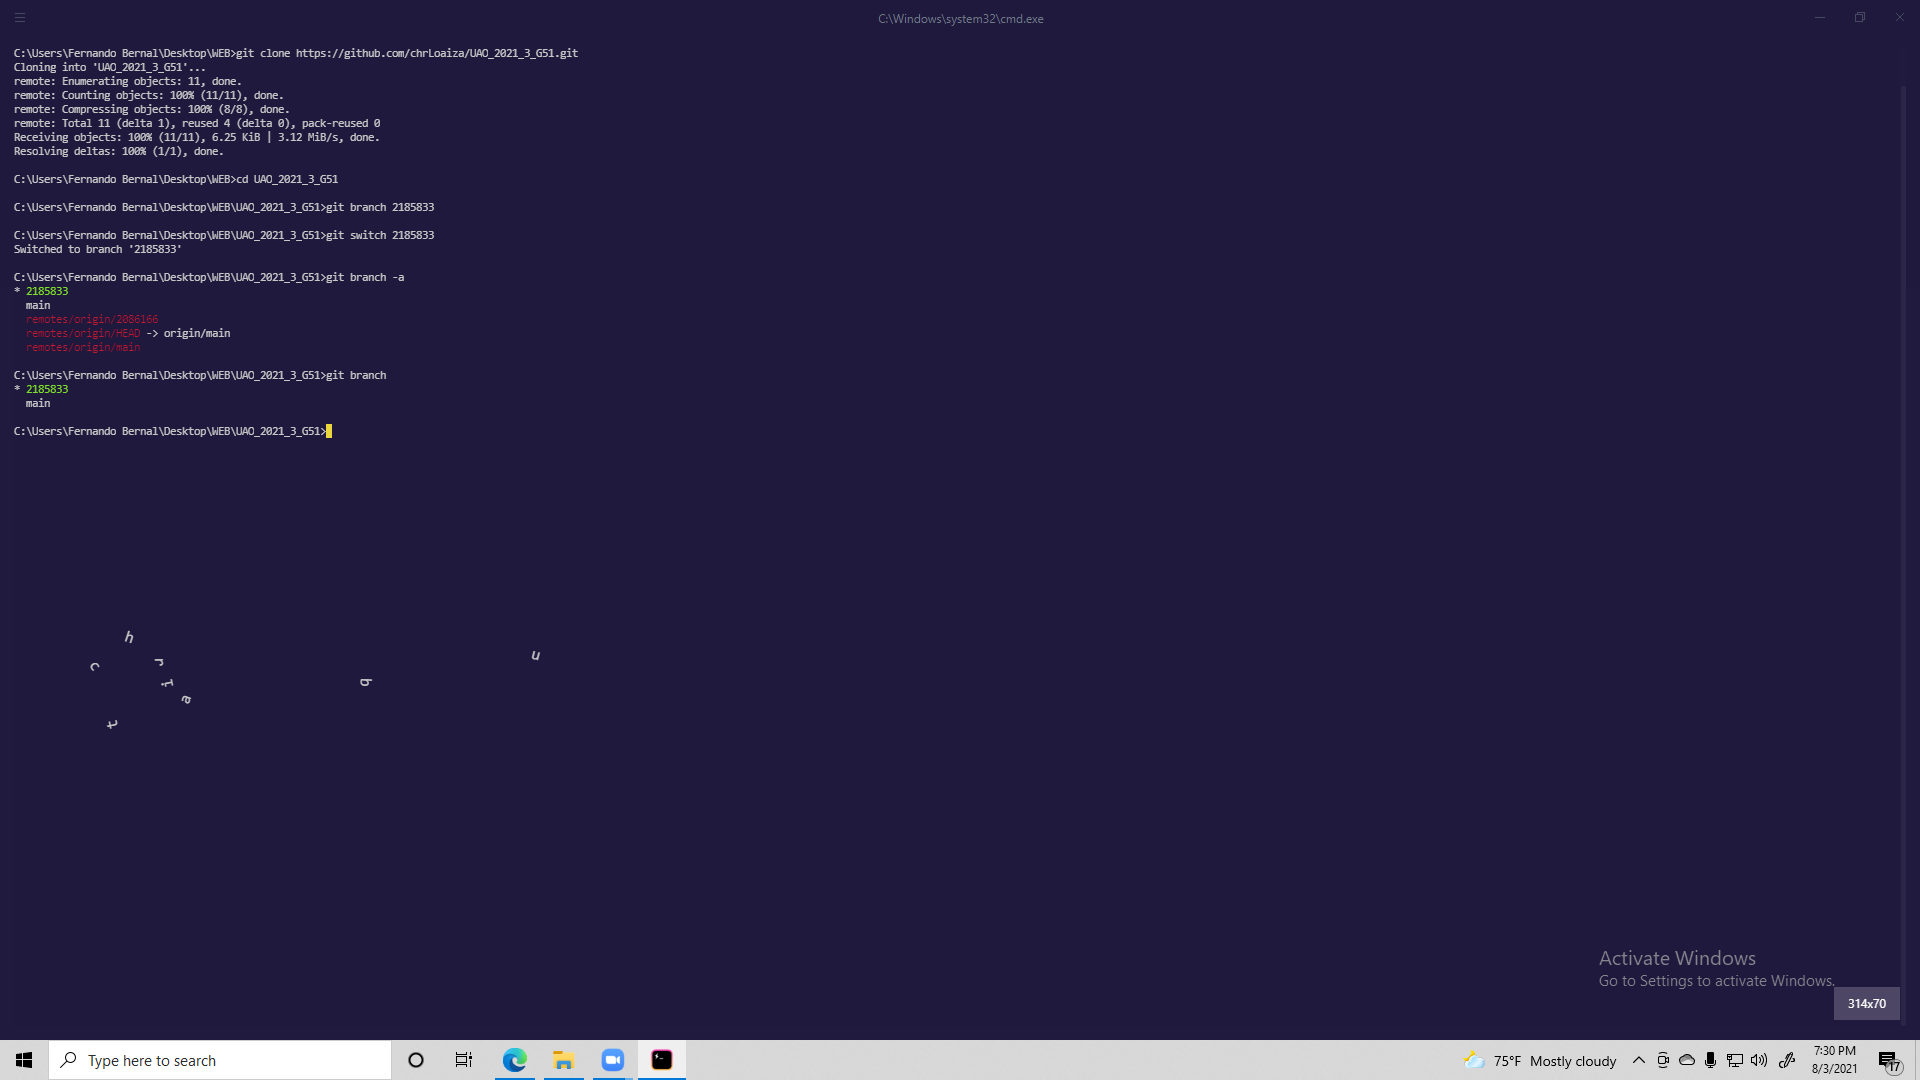 C:\Windows\system32\cmd.exe
C:\Users\Fernando Bernal\Desktop\WEB>git clone https://github.com/chrLoaiza/UAO_2021_3_G51.git
Cloning into 'UAO_2021_3_G51'...
remote: Enumerating objects: 11, done.
remote: Counting objects: 100% (11/11), done.
remote: Compressing objects: 100% (8/8), done.
remote: Total 11 (delta 1), reused 4 (delta 0), pack-reused 0
Receiving objects: 100% (11/11), 6.25 KiB | 3.12 MiB/s, done.
Resolving deltas: 100% (1/1), done.
C:\Users\Fernando Bernal\Desktop\WEB>cd UAO_2021_3_G51
C:\Users\Fernando Bernal\Desktop\WEB\UAO_2021_3_G51>git branch 2185833
C:\Users\Fernando Bernal\Desktop\WEB\UAO_2021_3_G51>git switch 2185833
Switched to branch '2185833'
C:\Users\Fernando Bernal\Desktop\WEB\UAO_2021_3_G51>git branch -a
* 2185833
main
remotes/origin/2086166
remotes/origin/HEAD -> origin/main
remotes/origin/main
C:\Users\Fernando Bernal\Desktop\WEB\UAO_2021_3_G51>git branch
* 2185833
main
C:\Users\Fernando Bernal\Desktop\WEB\UAO_2021_3_G51>
h
u
c
r
i
b
a
t
Activate Windows
Go to Settings to activate Windows.
314x70
Type here to search
75°F Mostly cloudy
7:30 PM
8/3/2021
17